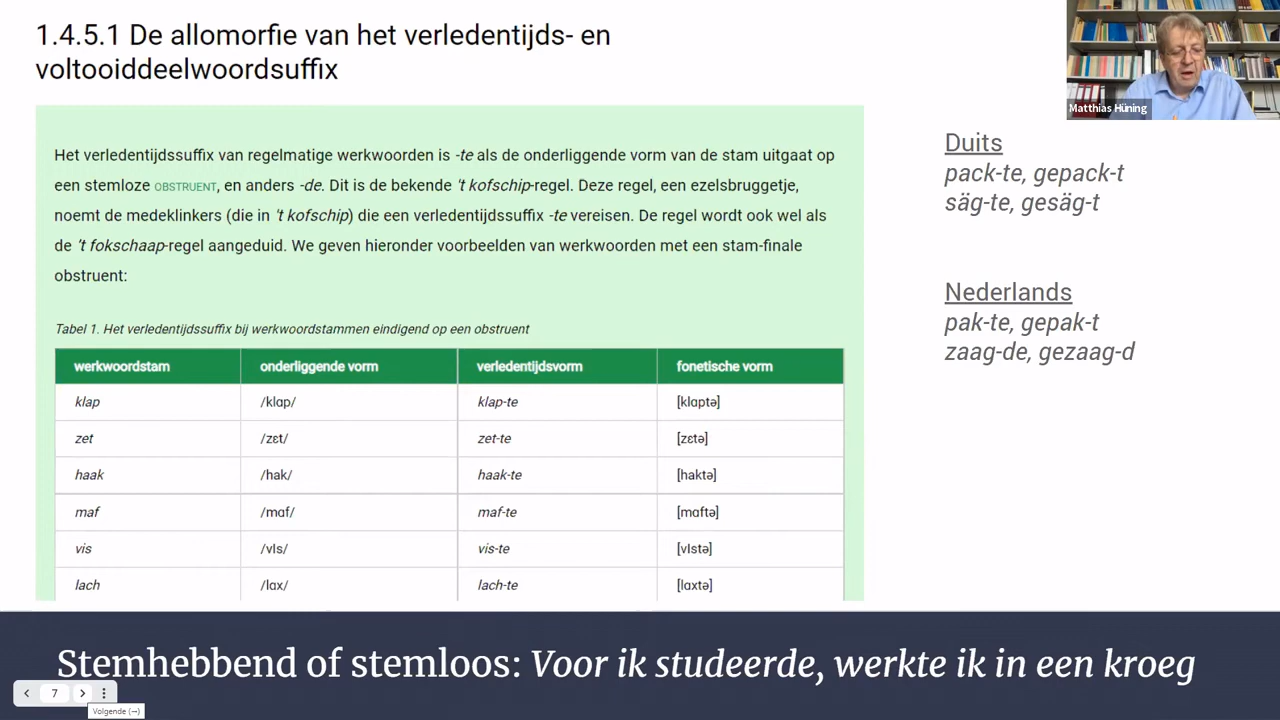 1.4.5.1 De allomorfie van het verledentijds- en
voltooiddeelwoordsuffix
Matthias Hüning
Het verledentijdssuffix van regelmatige werkwoorden is -te als de onderliggende vorm van de stam uitgaat op
een stemloze OBSTRUENT, en anders -de. Dit is de bekende 't kofschip-regel. Deze regel, een ezelsbruggetje,
noemt de medeklinkers (die in 't kofschip) die een verledentijdssuffix -te vereisen. De regel wordt ook wel als
de 't fokschaap-regel aangeduid. We geven hieronder voorbeelden van werkwoorden met een stam-finale
obstruent:
Tabel 1. Het verledentijdssuffix bij werkwoordstammen eindigend op een obstruent
werkwoordstam onderliggende vorm verledentijdsvorm fonetische vorm
klap /klɑp/ klap-te [klɑptə]
zet /zɛt/ zet-te [zɛtə]
haak /hak/ haak-te [haktə]
maf /mɑf/ maf-te [mɑftə]
vis /vIs/ vis-te [vIstə]
lach /lɑx/ lach-te [lɑxtə]
Duits
pack-te, gepack-t
säg-te, gesäg-t
Nederlands
pak-te, gepak-t
zaag-de, gezaag-d
Stemhebbend of stemloos: Voor ik studeerde, werkte ik in een kroeg
7
Volgende (→)